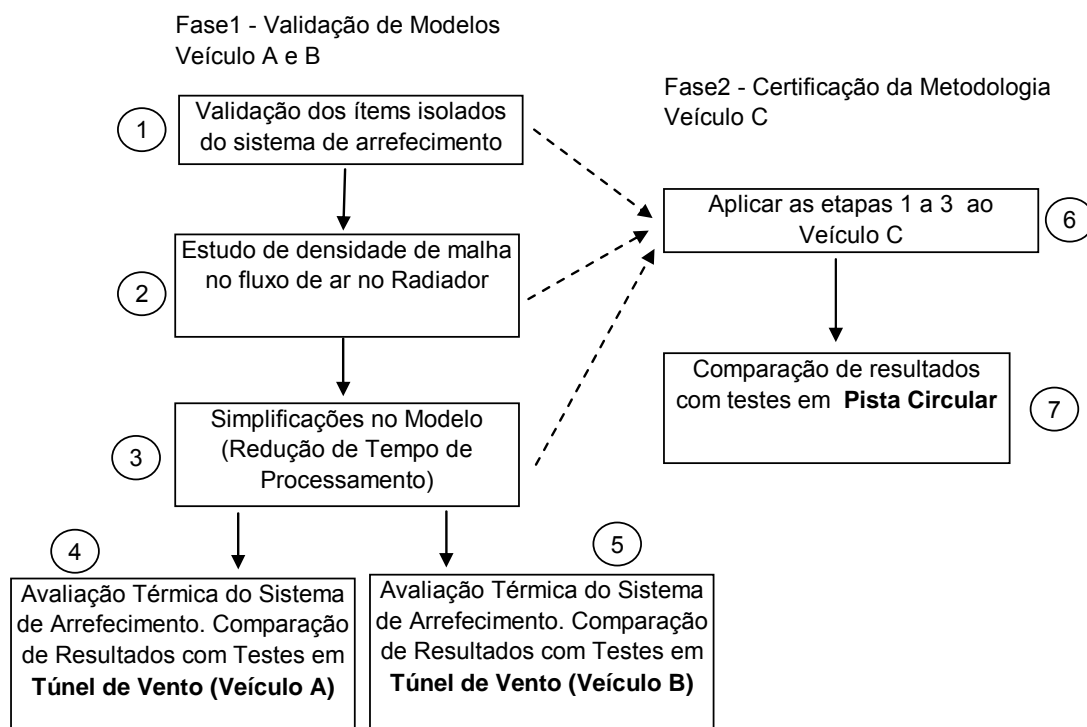 Fase1 - Validação de Modelos
Veículo A e B
1
Validação dos ítems isolados
do sistema de arrefecimento
2
Estudo de densidade de malha
no fluxo de ar no Radiador
3
Simplificações no Modelo
(Redução de Tempo de
Processamento)
4
Avaliação Térmica do Sistema
de Arrefecimento. Comparação
de Resultados com Testes em
Túnel de Vento (Veículo A)
5
Avaliação Térmica do Sistema
de Arrefecimento. Comparação
de Resultados com Testes em
Túnel de Vento (Veículo B)
Fase2 - Certificação da Metodologia
Veículo C
Aplicar as etapas 1 a 3 ao
Veículo C
6
Comparação de resultados
com testes em Pista Circular
7